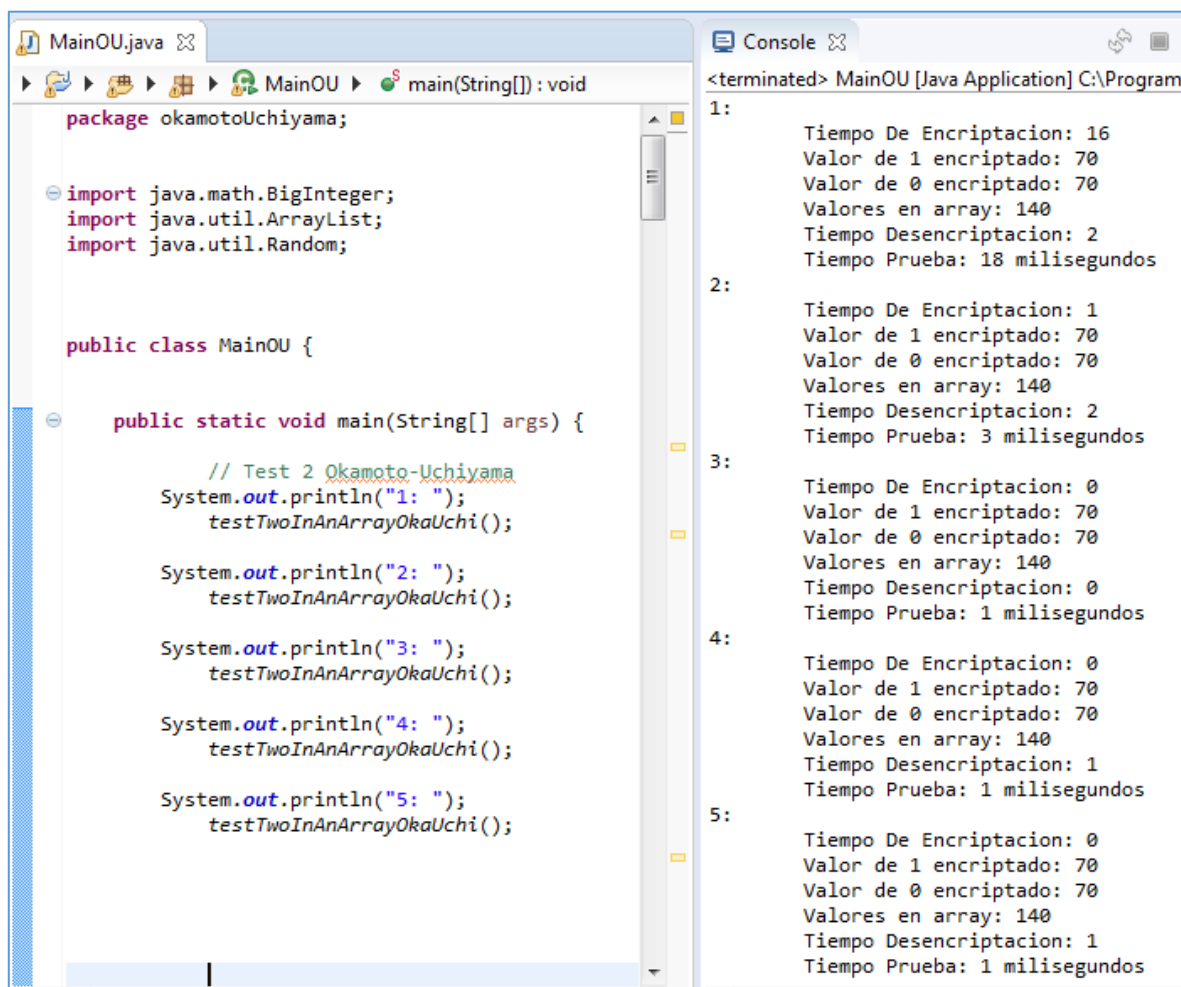 MainOU.java
MainOU main(String[]) : void
package okamotoUchiyama;
import java.math.BigInteger;
import java.util.ArrayList;
import java.util.Random;
public class MainOU {
public static void main(String[] args) {
// Test 2 Okamoto-Uchiyama
System.out.println("1: ");
testTwoInAnArrayOkaUchi();
System.out.println("2: ");
testTwoInAnArrayOkaUchi();
System.out.println("3: ");
testTwoInAnArrayOkaUchi();
System.out.println("4: ");
testTwoInAnArrayOkaUchi();
System.out.println("5: ");
testTwoInAnArrayOkaUchi();
Console
<terminated> MainOU [Java Application] C:\Program
1:
Tiempo De Encriptacion: 16
Valor de 1 encriptado: 70
Valor de 0 encriptado: 70
Valores en array: 140
Tiempo Desencriptacion: 2
Tiempo Prueba: 18 milisegundos
2:
Tiempo De Encriptacion: 1
Valor de 1 encriptado: 70
Valor de 0 encriptado: 70
Valores en array: 140
Tiempo Desencriptacion: 2
Tiempo Prueba: 3 milisegundos
3:
Tiempo De Encriptacion: 0
Valor de 1 encriptado: 70
Valor de 0 encriptado: 70
Valores en array: 140
Tiempo Desencriptacion: 0
Tiempo Prueba: 1 milisegundos
4:
Tiempo De Encriptacion: 0
Valor de 1 encriptado: 70
Valor de 0 encriptado: 70
Valores en array: 140
Tiempo Desencriptacion: 1
Tiempo Prueba: 1 milisegundos
5:
Tiempo De Encriptacion: 0
Valor de 1 encriptado: 70
Valor de 0 encriptado: 70
Valores en array: 140
Tiempo Desencriptacion: 1
Tiempo Prueba: 1 milisegundos